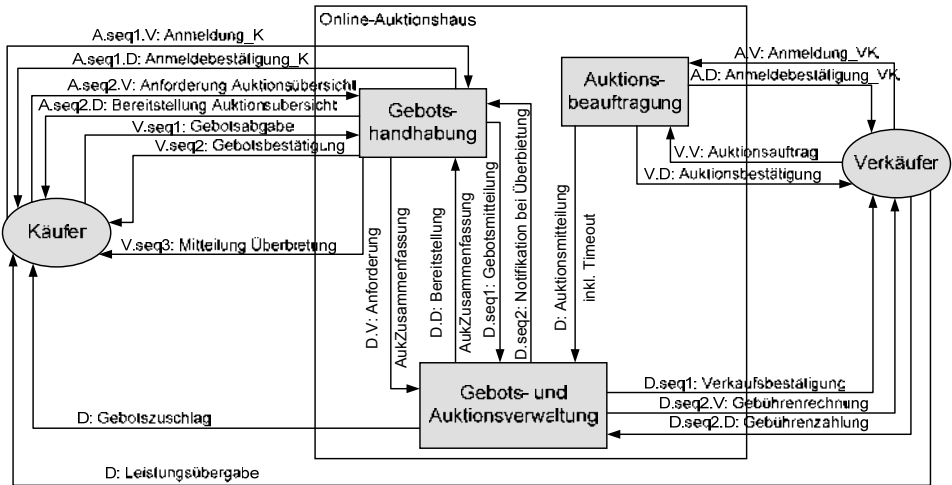 Online-Auktionshaus
A.seq1.V: Anmeldung_K
A.seq1.D: Anmeldebestätigung_K
A.seq2.V: Anforderung Auktionsübersicht
A.seq2.D: Bereitstellung Auktionsübersicht
V.seq1: Gebotsabgabe
V.seq2: Gebotsbestätigung
Käufer
V.seq3: Mitteilung Überbietung
Gebots-
handhabung
Auktions-
beauftragung
A.V: Anmeldung_VK
A.D: Anmeldebestätigung_VK
V.V: Auktionsauftrag
V.D: Auktionsbestätigung
Verkäufer
D.V: Anforderung
AukZusammenfassung
D.D: Bereitstellung
AukZusammenfassung
D.seq1: Gebotsmitteilung
D.seq2: Notifikation bei Überbietung
D: Auktionsmitteilung
inkl. Timeout
Gebots- und
Auktionsverwaltung
D.seq1: Verkaufsbestätigung
D.seq2.V: Gebührenrechnung
D.seq2.D: Gebührenzahlung
D: Gebotszuschlag
D: Leistungsübergabe